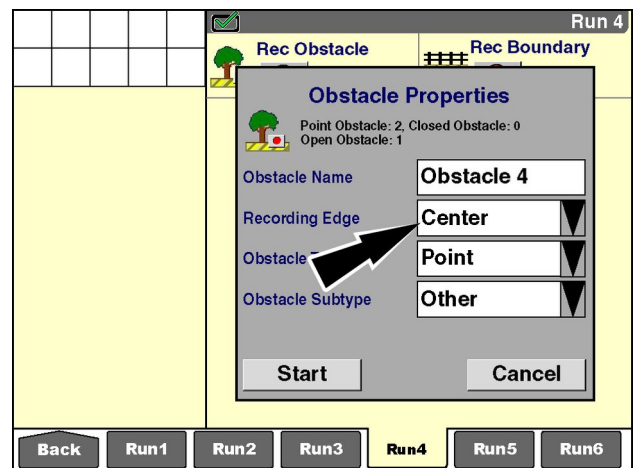 Run 4
Rec Obstacle
Rec Boundary
Obstacle Properties
Point Obstacle: 2, Closed Obstacle: 0
Open Obstacle: 1
Obstacle Name
Obstacle 4
Recording Edge
Center
Obstacle
Point
Obstacle Subtype
Other
Start
Cancel
Back
Run1
Run2
Run3
Run4
Run5
Run6